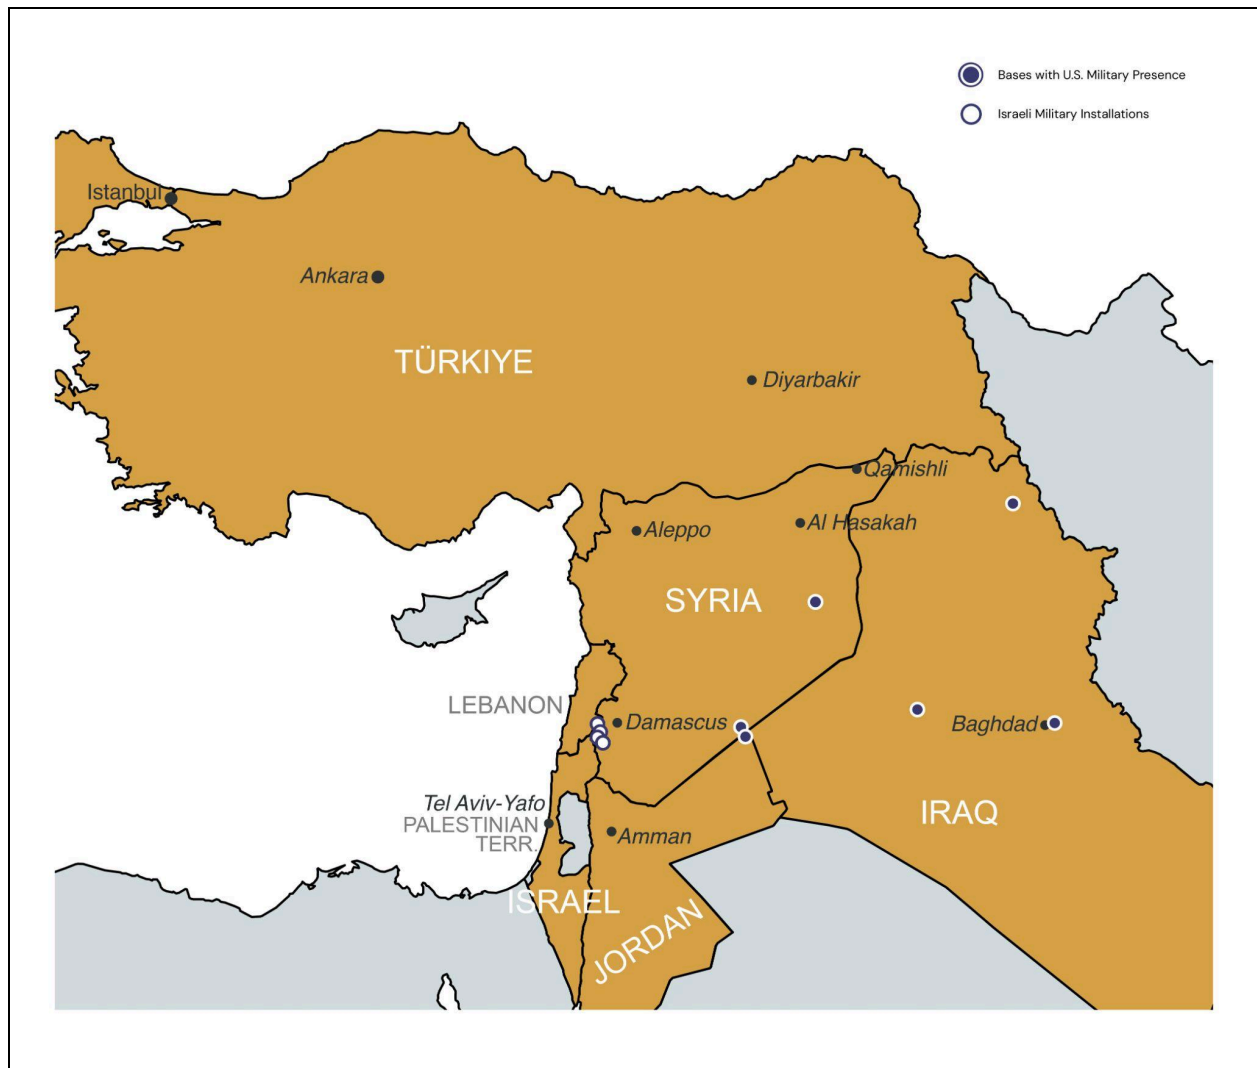 Bases with U.S. Military Presence
Israeli Military Installations
Istanbul
Ankara
TÜRKIYE
Diyarbakir
Qamishli
Aleppo
Al Hasakah
SYRIA
LEBANON
Damascus
Baghdad
Tel Aviv-Yafo
PALESTINIAN
TERR.
Amman
IRAQ
ISRAEL
JORDAN